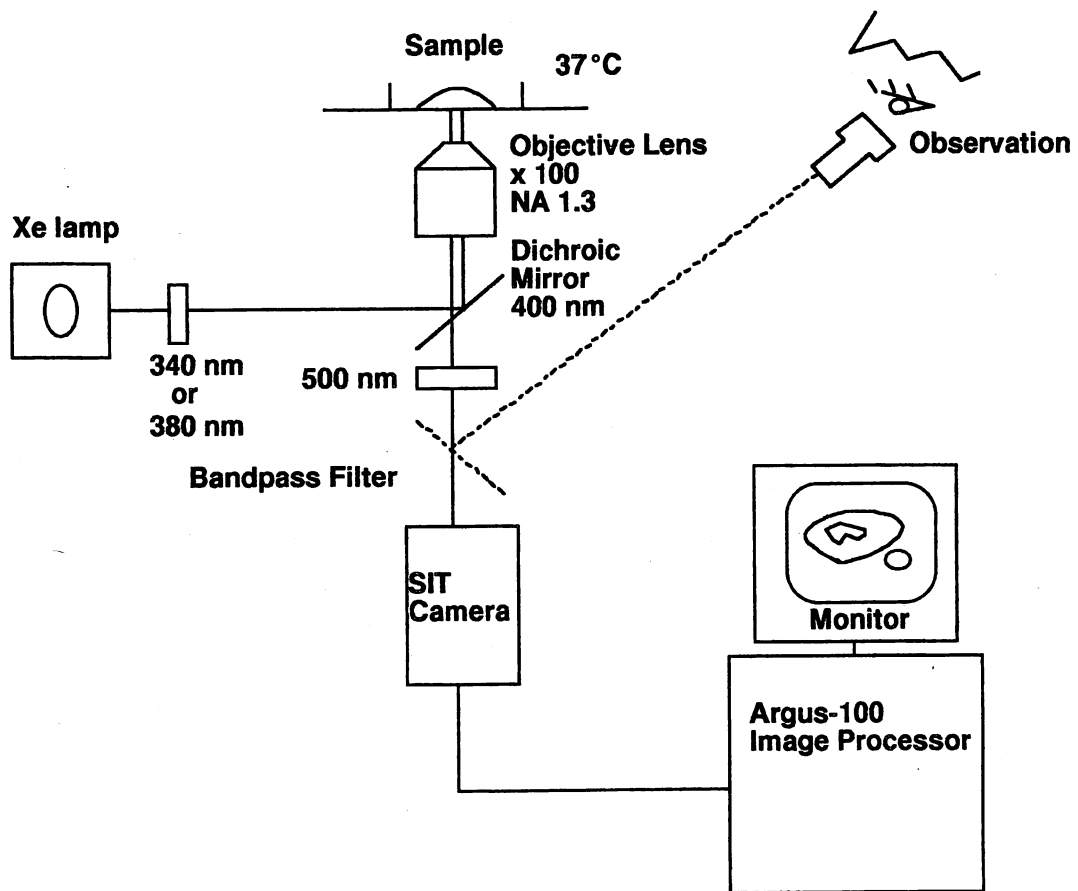 Sample
37°C
Objective Lens
x 100
NA 1.3
Observation
Xe lamp
Dichroic
Mirror
400 nm
340 nm
or
380 nm
500 nm
Bandpass Filter
SIT
Camera
Monitor
Argus-100
Image Processor